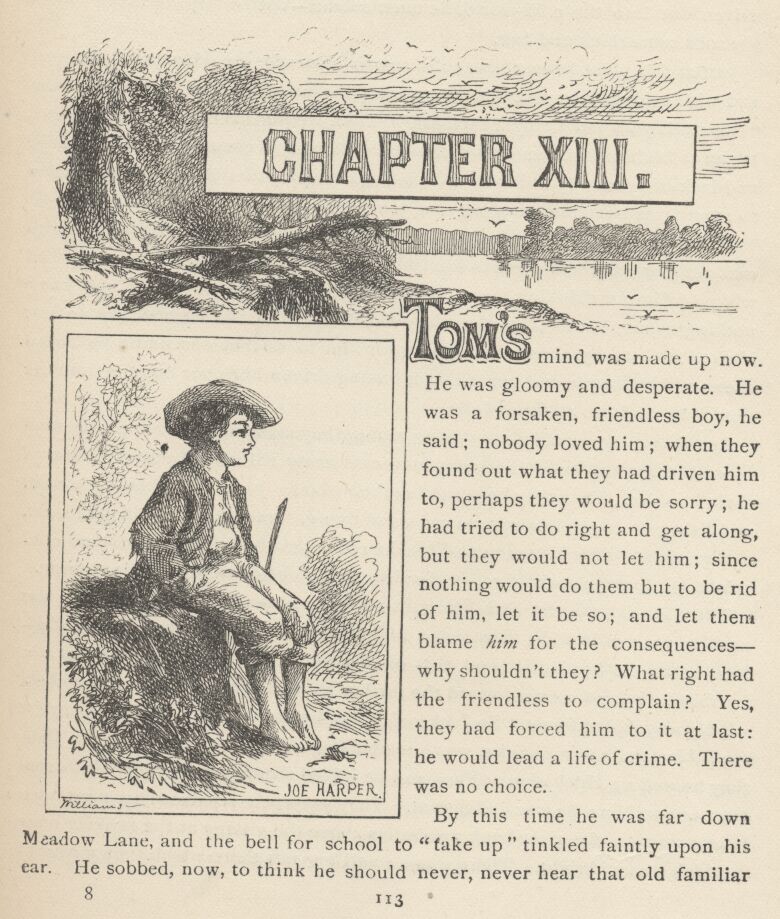 CHAPTER XIII.
TOM'S mind was made up now.
He was gloomy and desperate. He
was a forsaken, friendless boy, he
said; nobody loved him; when they
found out what they had driven him
to, perhaps they would be sorry; he
had tried to do right and get along,
but they would not let him; since
nothing would do them but to be rid
of him, let it be so; and let them
blame him for the consequences—
why shouldn't they? What right had
the friendless to complain? Yes,
they had forced him to it at last:
he would lead a life of crime. There
was no choice.
JOE HARPER.
Williams
By this time he was far down
Meadow Lane, and the bell for school to "take up" tinkled faintly upon his
ear. He sobbed, now, to think he should never, never hear that old familiar
8
113